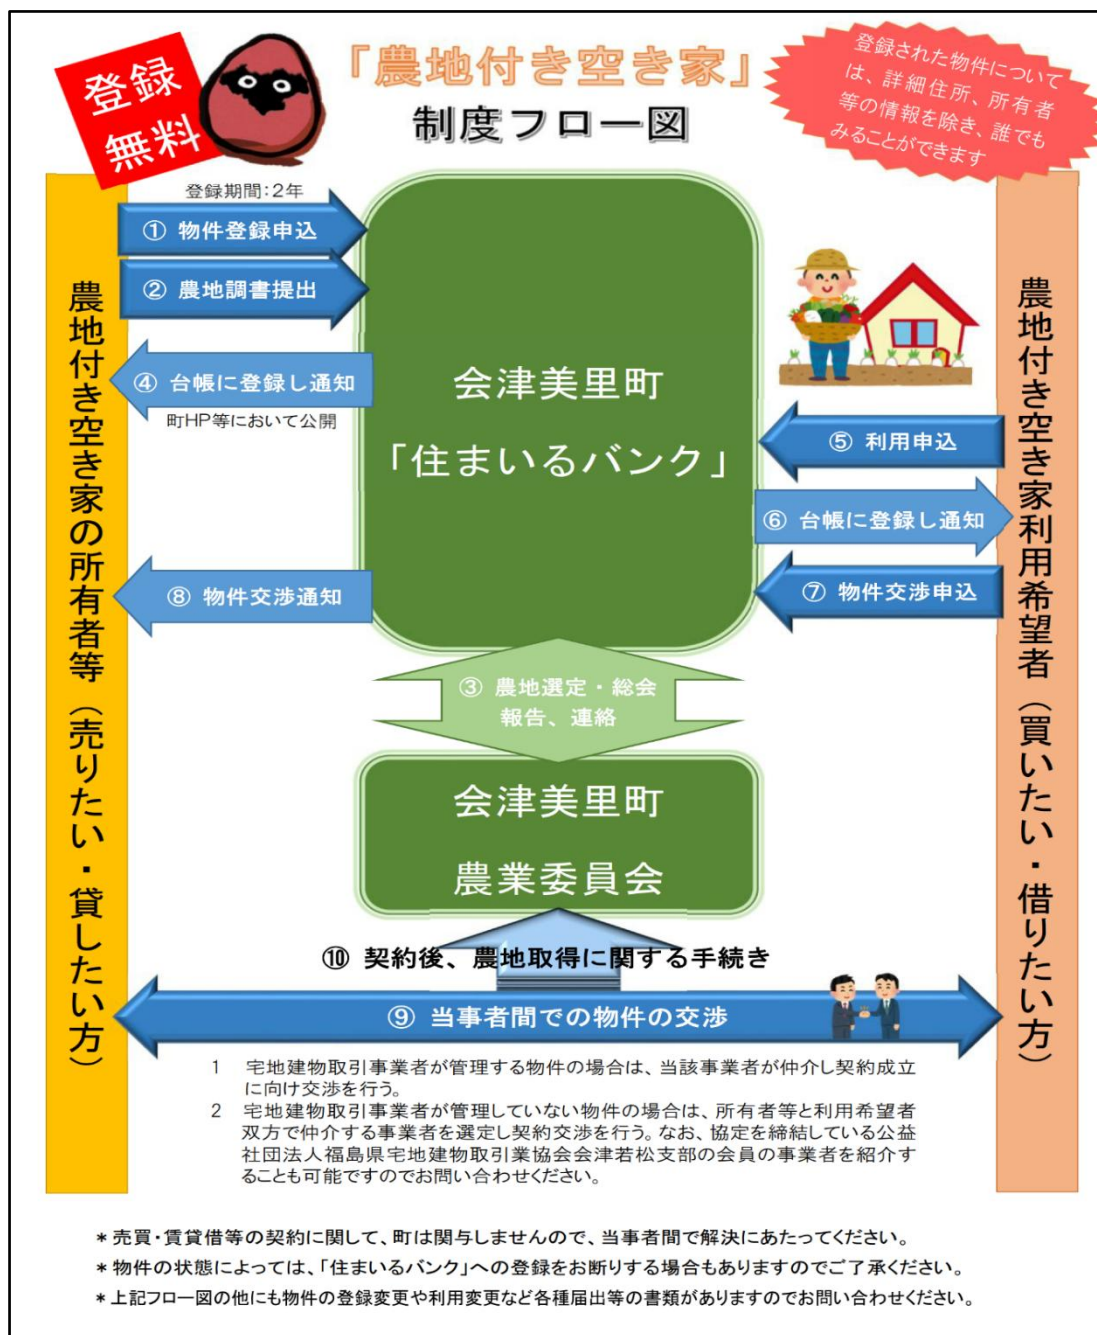 登録
無料
「農地付き空き家」
制度フロー図
登録された物件について
は、詳細住所、所有者
等の情報を除き、誰でも
みることができます
農地付き空き家の所有者等（売りたい・貸したい方）
登録期間：2年
① 物件登録申込
② 農地調書提出
④ 台帳に登録し通知
町HP等において公開
⑧ 物件交渉通知
会津美里町
「住まいるバンク」
⑤ 利用申込
⑥ 台帳に登録し通知
⑦ 物件交渉申込
農地付き空き家利用希望者（買いたい・借りたい方）
③ 農地選定・総会
報告、連絡
会津美里町
農業委員会
⑩ 契約後、農地取得に関する手続き
⑨ 当事者間での物件の交渉
1 宅地建物取引事業者が管理する物件の場合は、当該事業者が仲介し契約成立
に向け交渉を行う。
2 宅地建物取引事業者が管理していない物件の場合は、所有者等と利用希望者
双方で仲介する事業者を選定し契約交渉を行う。なお、協定を締結している公益
社団法人福島県宅地建物取引業協会会津若松支部の会員の事業者を紹介す
ることも可能ですのでお問い合わせください。
＊売買・賃貸借等の契約に関して、町は関与しませんので、当事者間で解決にあたってください。
＊物件の状態によっては、「住まいるバンク」への登録をお断りする場合もありますのでご了承ください。
＊上記フロー図の他にも物件の登録変更や利用変更など各種届出等の書類がありますのでお問い合わせください。